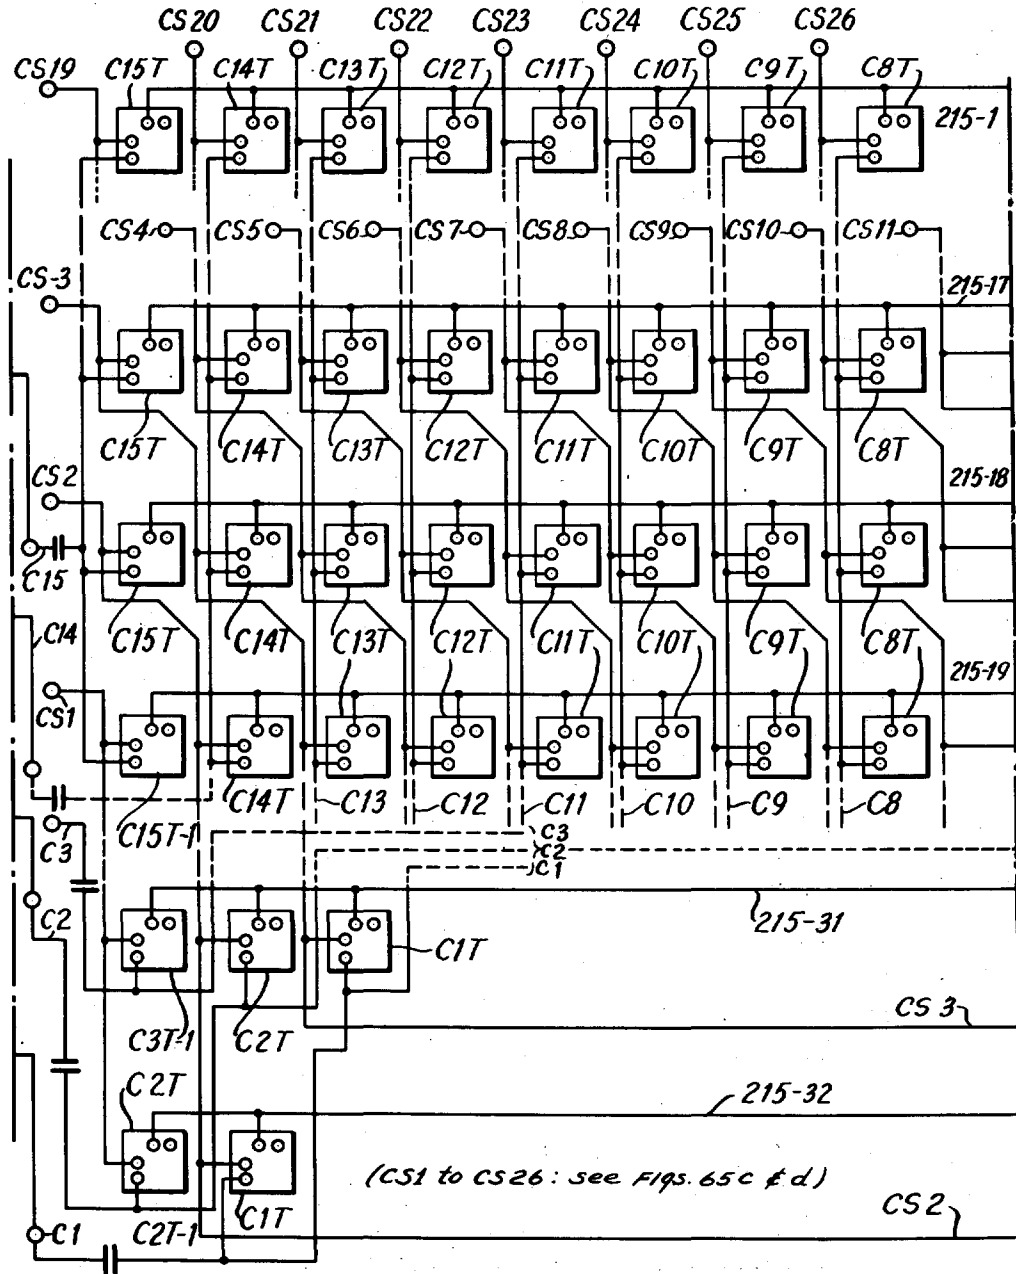 CS20 CS21 CS22 CS23 CS24 CS25 CS26
CS19 C15T C14T C13T C12T C11T C10T C9T C8T
215-1
CS4 CS5 CS6 CS7 CS8 CS9 CS10 CS11
CS-3
215-17
C15T C14T C13T C12T C11T C10T C9T C8T
CS2
215-18
C15
C14 C15T C14T C13T C12T C11T C10T C9T C8T
215-19
CS1
C14T C13 C12 C11 C10 C9 C8
C15T-1
C3
C3
C2
C1
C2
215-31
C1T
C3T-1 C2T
CS 3
C2T
215-32
(CS1 to CS26: see FIGS. 65c & d)
C1 C2T-1 C1T
CS 2